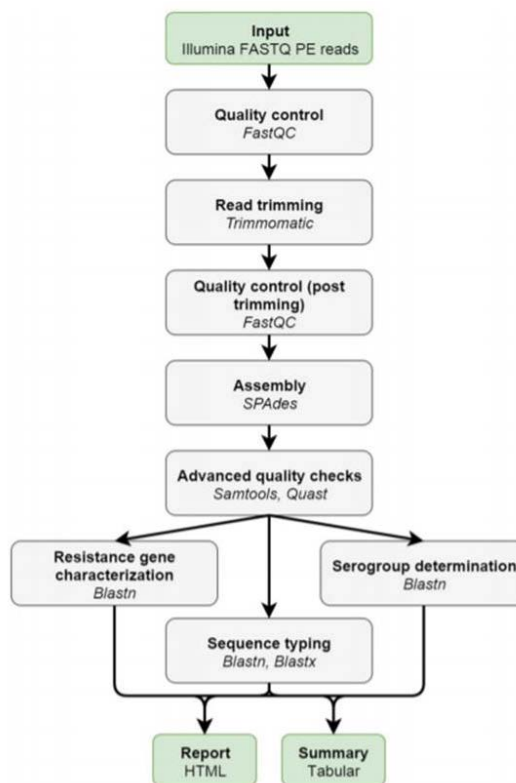 Input
Illumina FASTQ PE reads
Quality control
FastQC
Read trimming
Trimmomatic
Quality control (post
trimming)
FastQC
Assembly
SPAdes
Advanced quality checks
Samtools, Quast
Resistance gene
characterization
Blastn
Serogroup determination
Blastn
Sequence typing
Blastn, Blastx
Report
HTML
Summary
Tabular